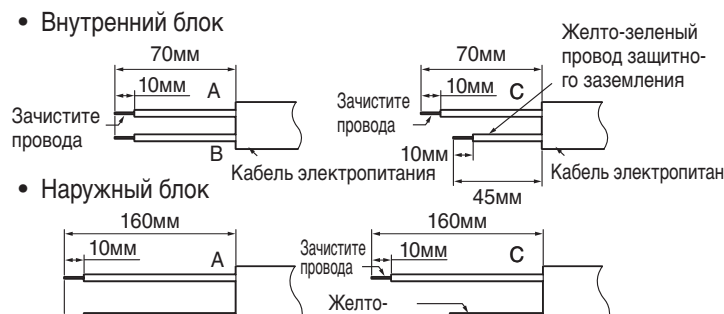 • Внутренний блок
70мм
10мм
A
Зачистите
провода
B
Кабель электропитания
70мм
10мм
C
Желто-зеленый
провод защитно-
го заземления
Зачистите
провода
10мм
45мм
Кабель электропитан
• Наружный блок
160мм
10мм
A
160мм
10мм
C
Зачистите
провода
Желто-